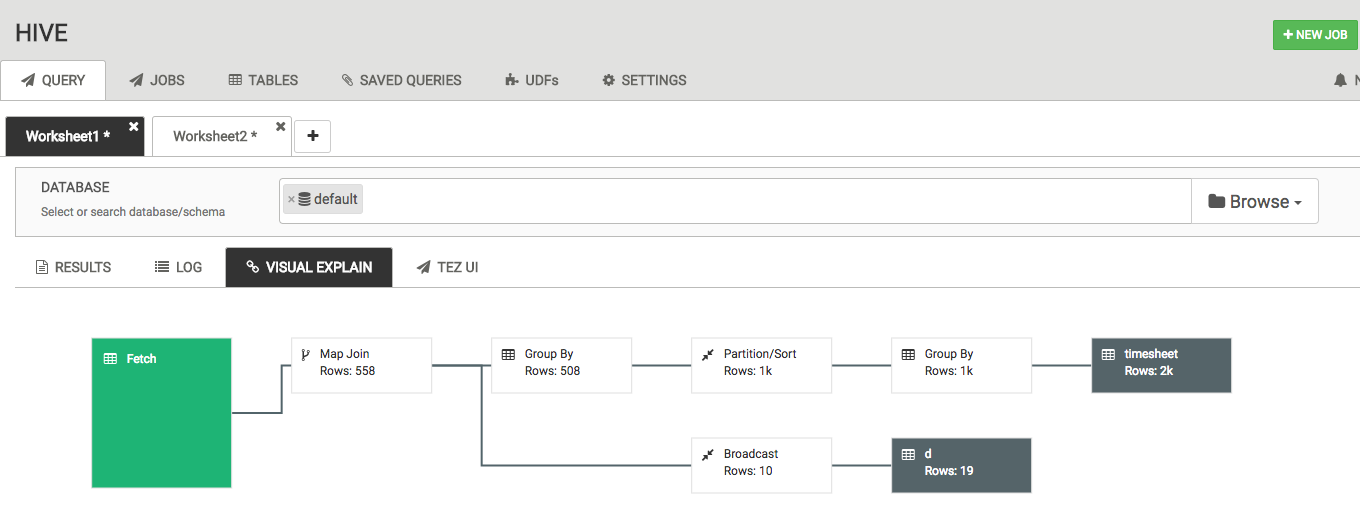 HIVE
NEW JOB
QUERY JOBS TABLES SAVED QUERIES UDFs SETTINGS N
Worksheet1 * Worksheet2 *
DATABASE
Select or search database/schema
× default
Browse
RESULTS LOG VISUAL EXPLAIN TEZ UI
Fetch
Map Join
Rows: 558
Group By
Rows: 508
Partition/Sort
Rows: 1k
Group By
Rows: 1k
timesheet
Rows: 2k
Broadcast
Rows: 10
d
Rows: 19